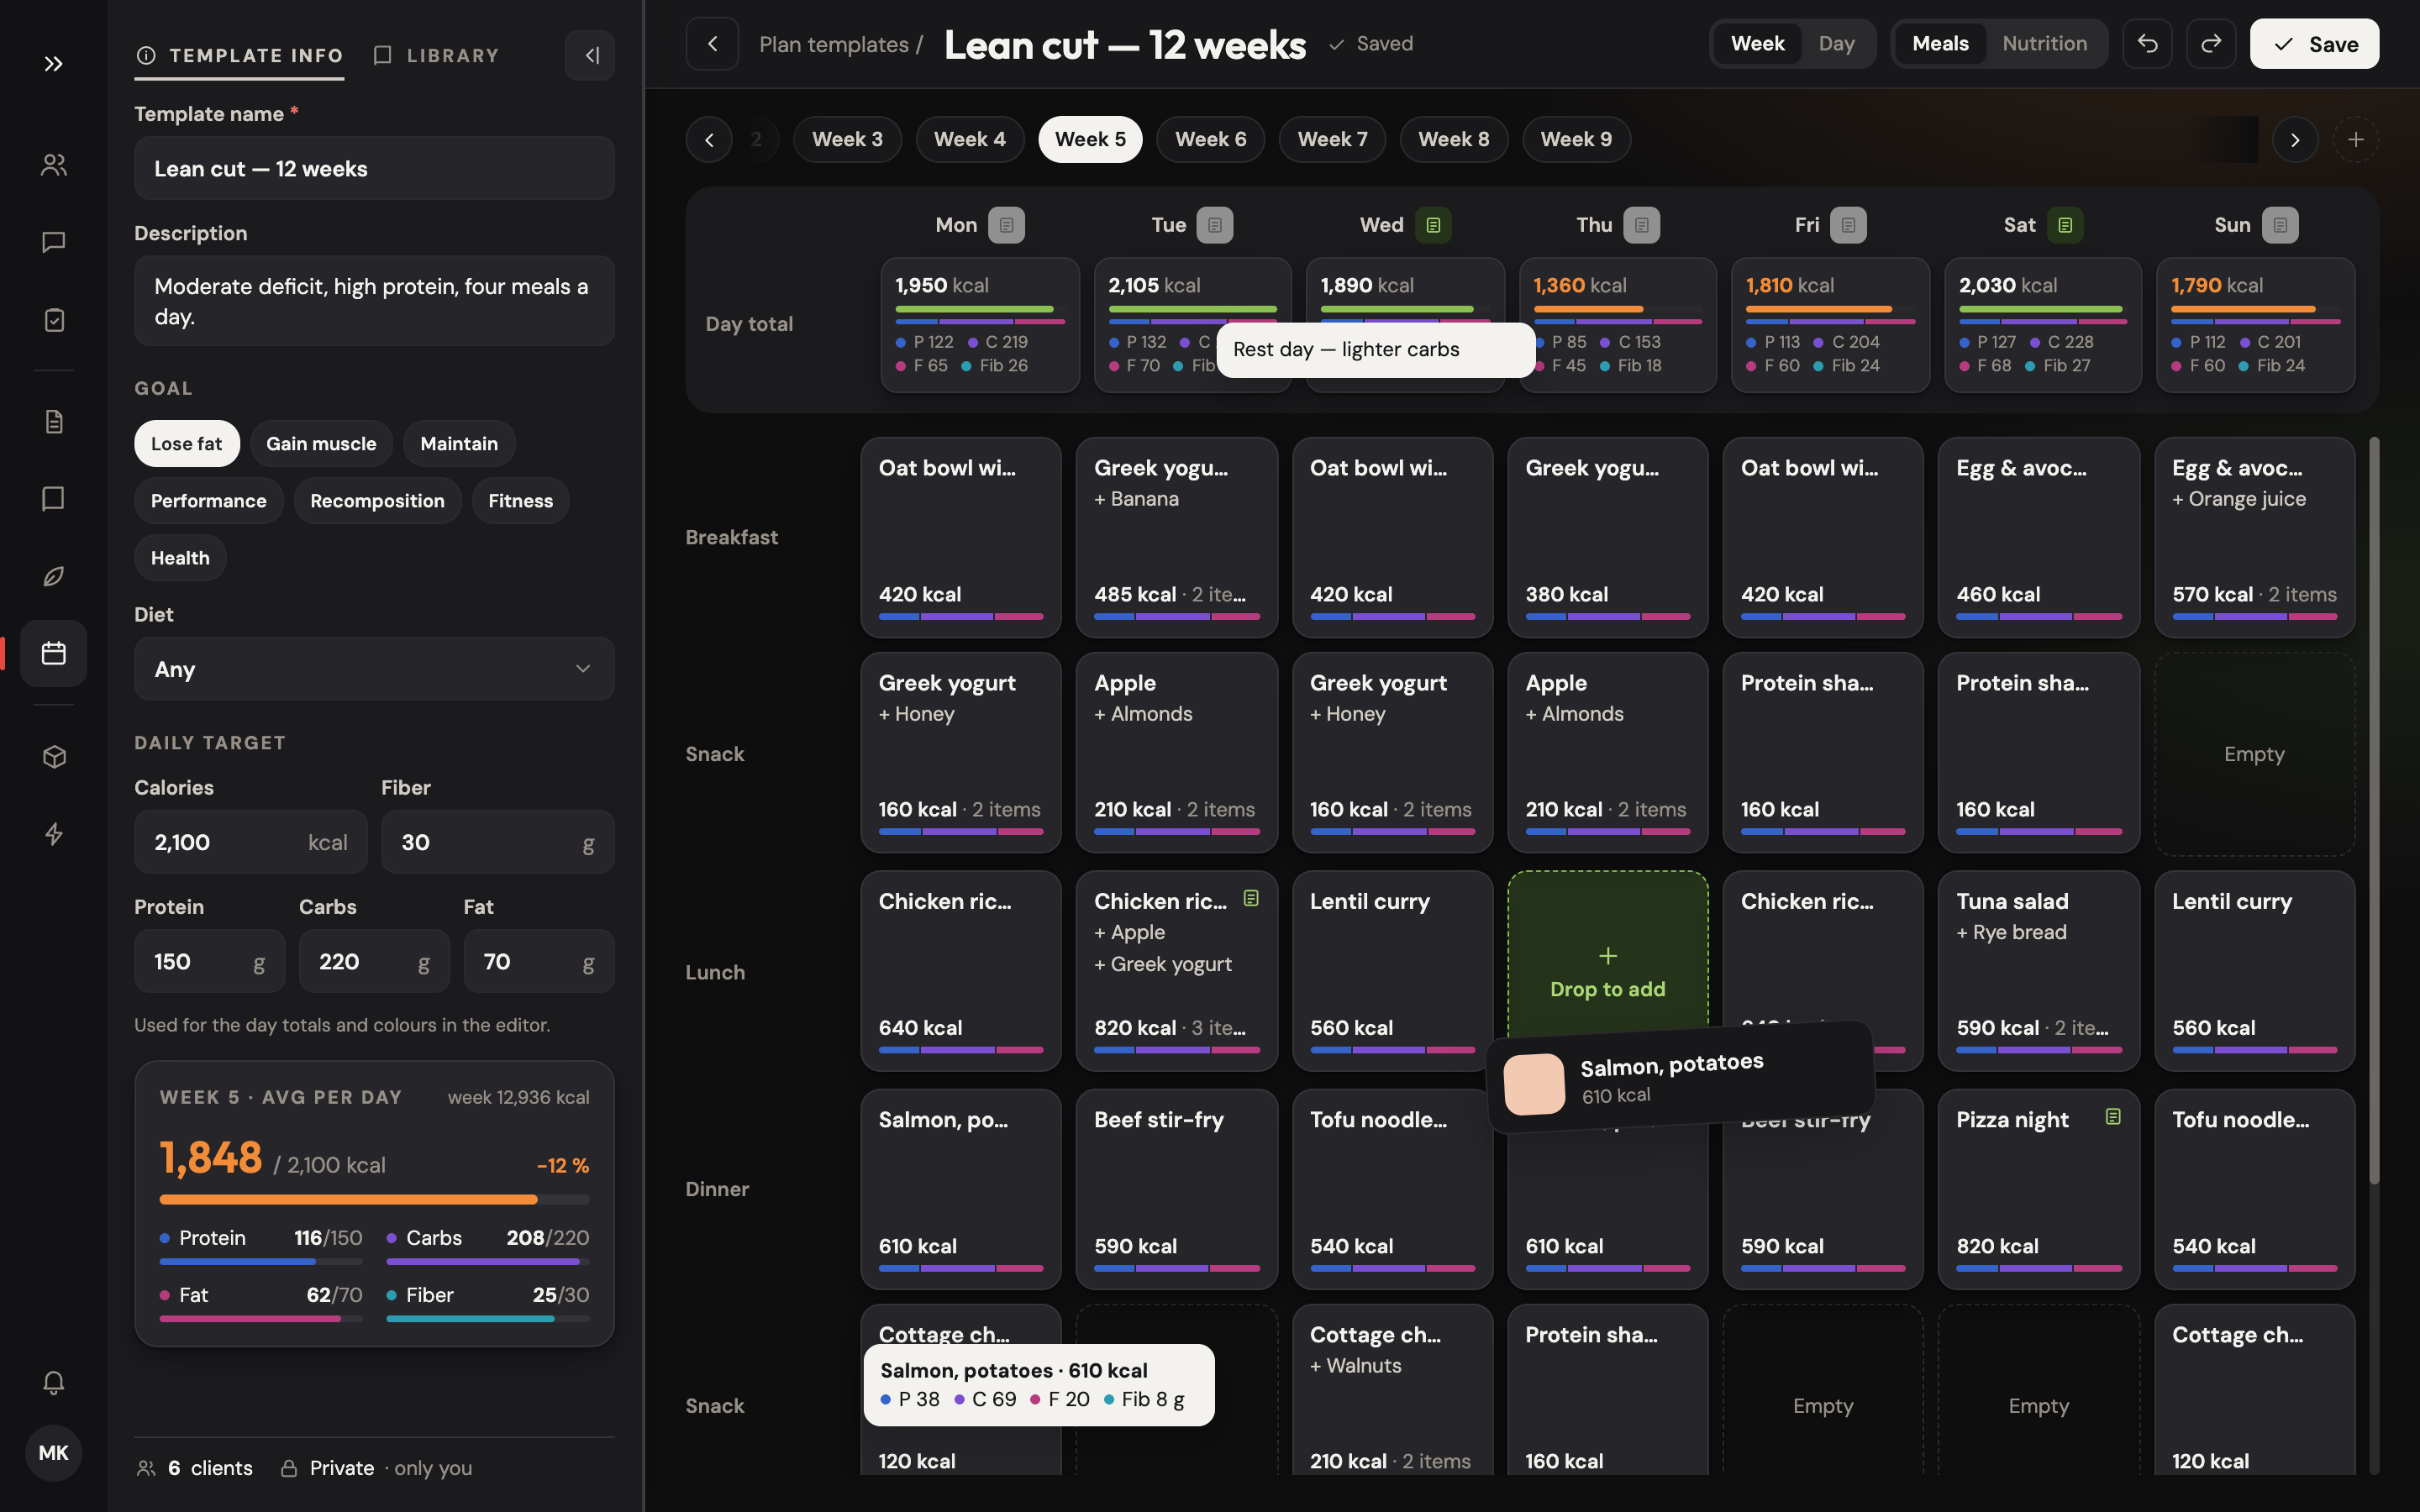 TEMPLATE INFO
LIBRARY
Template name *
Lean cut — 12 weeks
Description
Moderate deficit, high protein, four meals a
day.
GOAL
Lose fat
Gain muscle
Maintain
Performance
Recomposition
Fitness
Health
Diet
Any
DAILY TARGET
Calories
Fiber
2,100 kcal
30 g
Protein
Carbs
Fat
150 g
220 g
70 g
Used for the day totals and colours in the editor.
WEEK 5 · AVG PER DAY
week 12,936 kcal
1,848 / 2,100 kcal
−12 %
Protein 116/150
Carbs 208/220
Fat 62/70
Fiber 25/30
6 clients
Private · only you
MK
Plan templates /
Lean cut — 12 weeks
Saved
Week
Day
Meals
Nutrition
Save
2
Week 3
Week 4
Week 5
Week 6
Week 7
Week 8
Week 9
Mon
Tue
Wed
Thu
Fri
Sat
Sun
Day total
1,950 kcal
P 122 C 219
F 65 Fib 26
2,105 kcal
P 132 C
F 70 Fib
1,890 kcal
Rest day — lighter carbs
1,360 kcal
P 85 C 153
F 45 Fib 18
1,810 kcal
P 113 C 204
F 60 Fib 24
2,030 kcal
P 127 C 228
F 68 Fib 27
1,790 kcal
P 112 C 201
F 60 Fib 24
Breakfast
Oat bowl wi...
420 kcal
Greek yogu...
+ Banana
485 kcal · 2 ite...
Oat bowl wi...
420 kcal
Greek yogu...
380 kcal
Oat bowl wi...
420 kcal
Egg & avoc...
460 kcal
Egg & avoc...
+ Orange juice
570 kcal · 2 items
Snack
Greek yogurt
+ Honey
160 kcal · 2 items
Apple
+ Almonds
210 kcal · 2 items
Greek yogurt
+ Honey
160 kcal · 2 items
Apple
+ Almonds
210 kcal · 2 items
Protein sha...
160 kcal
Protein sha...
160 kcal
Empty
Lunch
Chicken ric...
640 kcal
Chicken ric...
+ Apple
+ Greek yogurt
820 kcal · 3 ite...
Lentil curry
560 kcal
Drop to add
Chicken ric...
Tuna salad
+ Rye bread
590 kcal · 2 ite...
Lentil curry
560 kcal
Salmon, potatoes
610 kcal
Dinner
Salmon, po...
610 kcal
Beef stir-fry
590 kcal
Tofu noodle...
540 kcal
610 kcal
Beef stir-fry
590 kcal
Pizza night
820 kcal
Tofu noodle...
540 kcal
Snack
Cottage ch...
120 kcal
Salmon, potatoes · 610 kcal
P 38 C 69 F 20 Fib 8 g
Cottage ch...
+ Walnuts
210 kcal · 2 items
Protein sha...
160 kcal
Empty
Empty
Cottage ch...
120 kcal